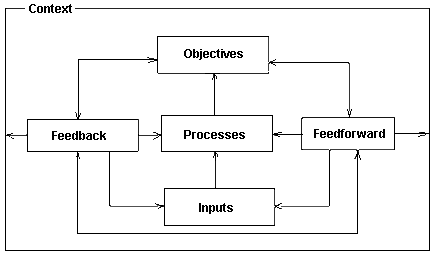 Context
Objectives
Feedback
Processes
Feedforward
Inputs